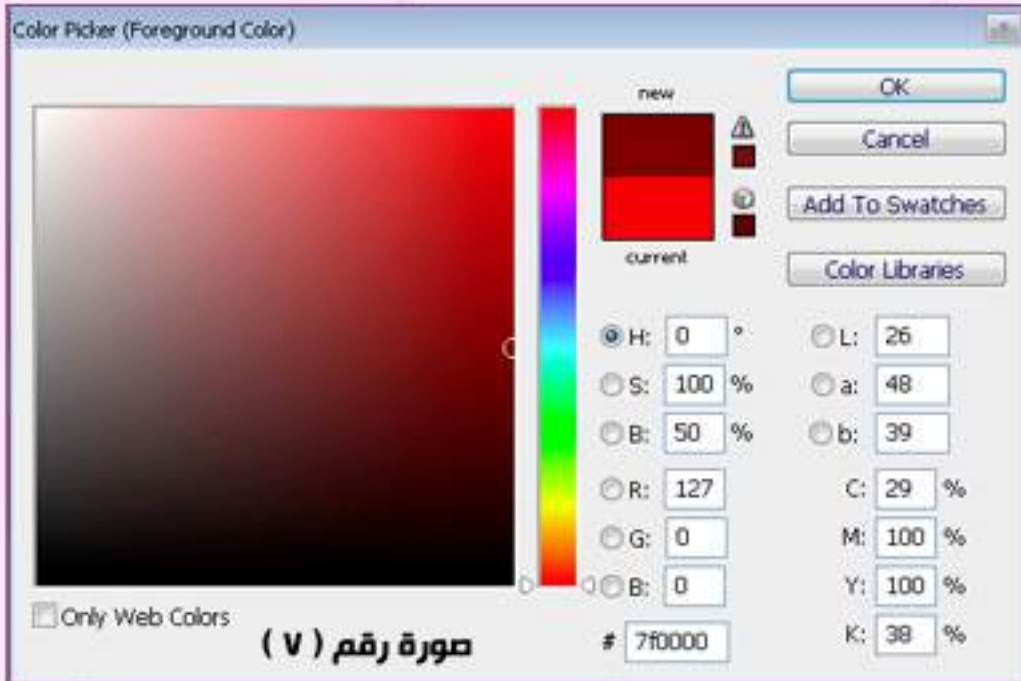 Color Picker (Foreground Color)
new
current
OK
Cancel
Add To Swatches
Color Libraries
H: 0 °
S: 100 %
B: 50 %
R: 127
G: 0
B: 0
# 7f0000
L: 26
a: 48
b: 39
C: 29 %
M: 100 %
Y: 100 %
K: 38 %
Only Web Colors
صورة رقم ( ٧ )